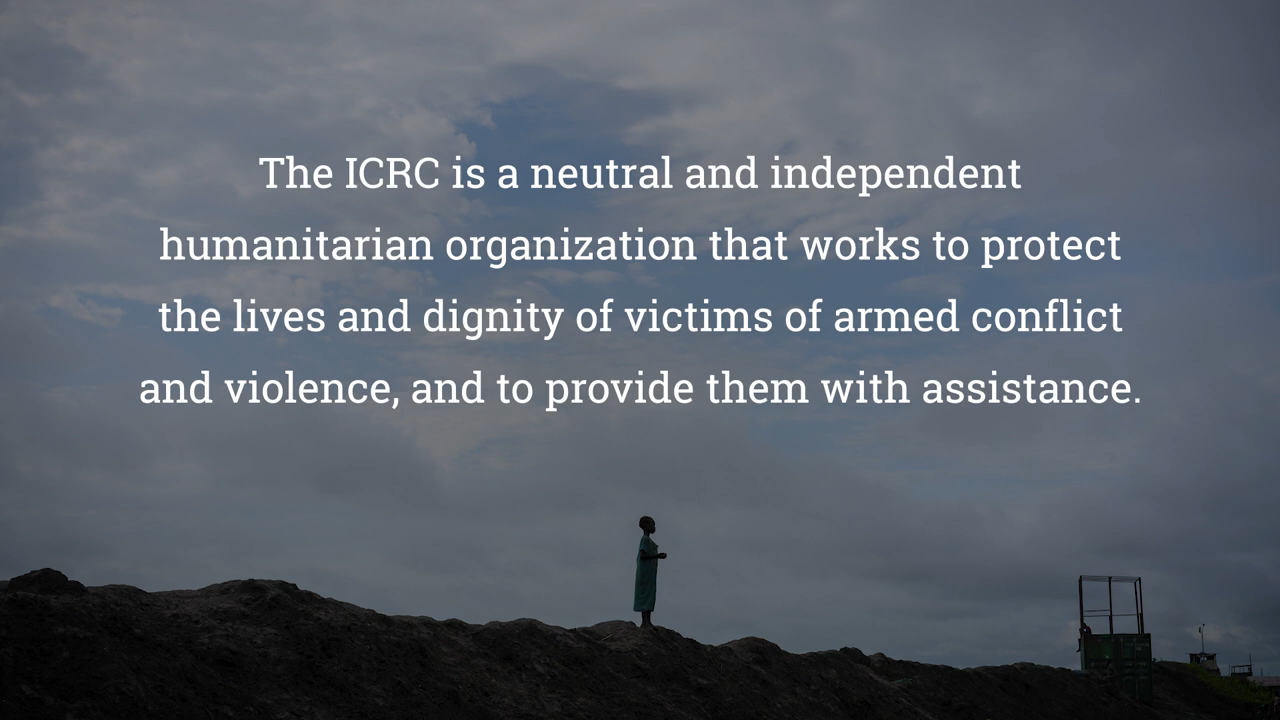 The ICRC is a neutral and independent
humanitarian organization that works to protect
the lives and dignity of victims of armed conflict
and violence, and to provide them with assistance.